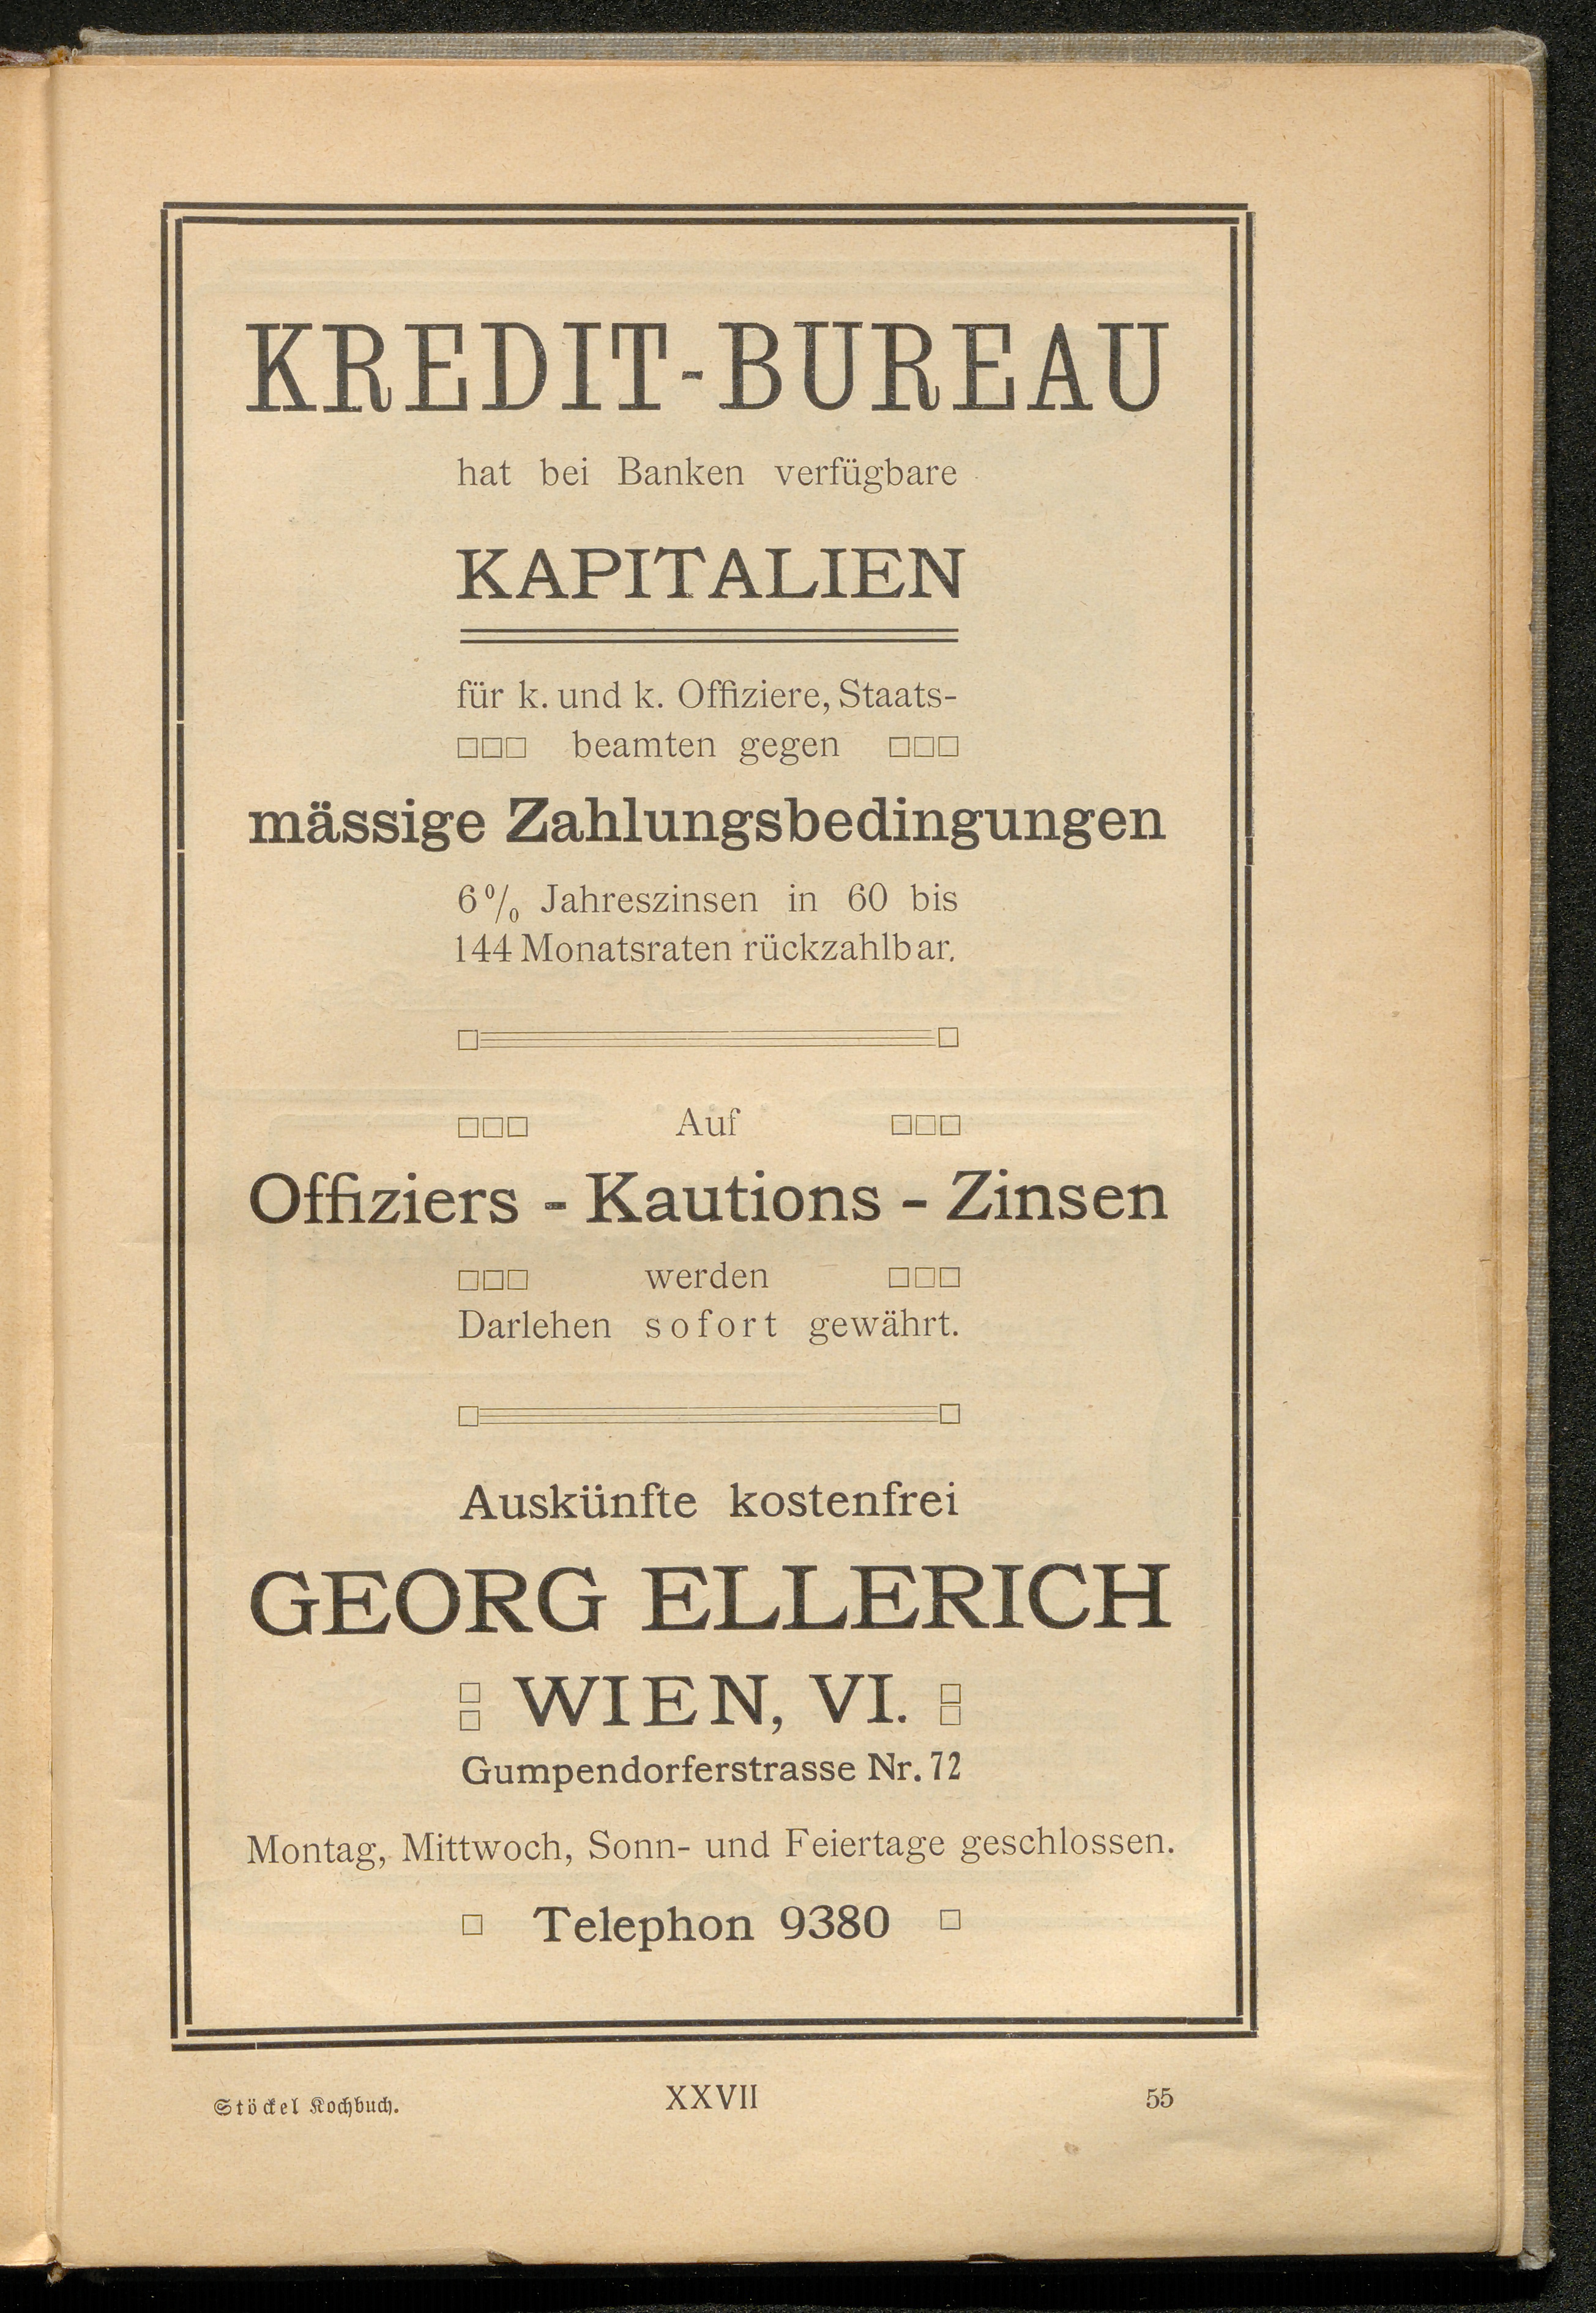 KREDIT-BUREAU
hat bei Banken verfügbare
KAPITALIEN
für k. und k. Offiziere, Staats-
beamten gegen
mässige Zahlungsbedingungen
6% Jahreszinsen in 60 bis
144 Monatsraten rückzahlbar.
Auf
Offiziers - Kautions - Zinsen
werden
Darlehen sofort gewährt.
Auskünfte kostenfrei
GEORG ELLERICH
WIEN, VI.
Gumpendorferstrasse Nr. 72
Montag, Mittwoch, Sonn- und Feiertage geschlossen.
Telephon 9380
Stöckel Kochbuch. XXVII 55